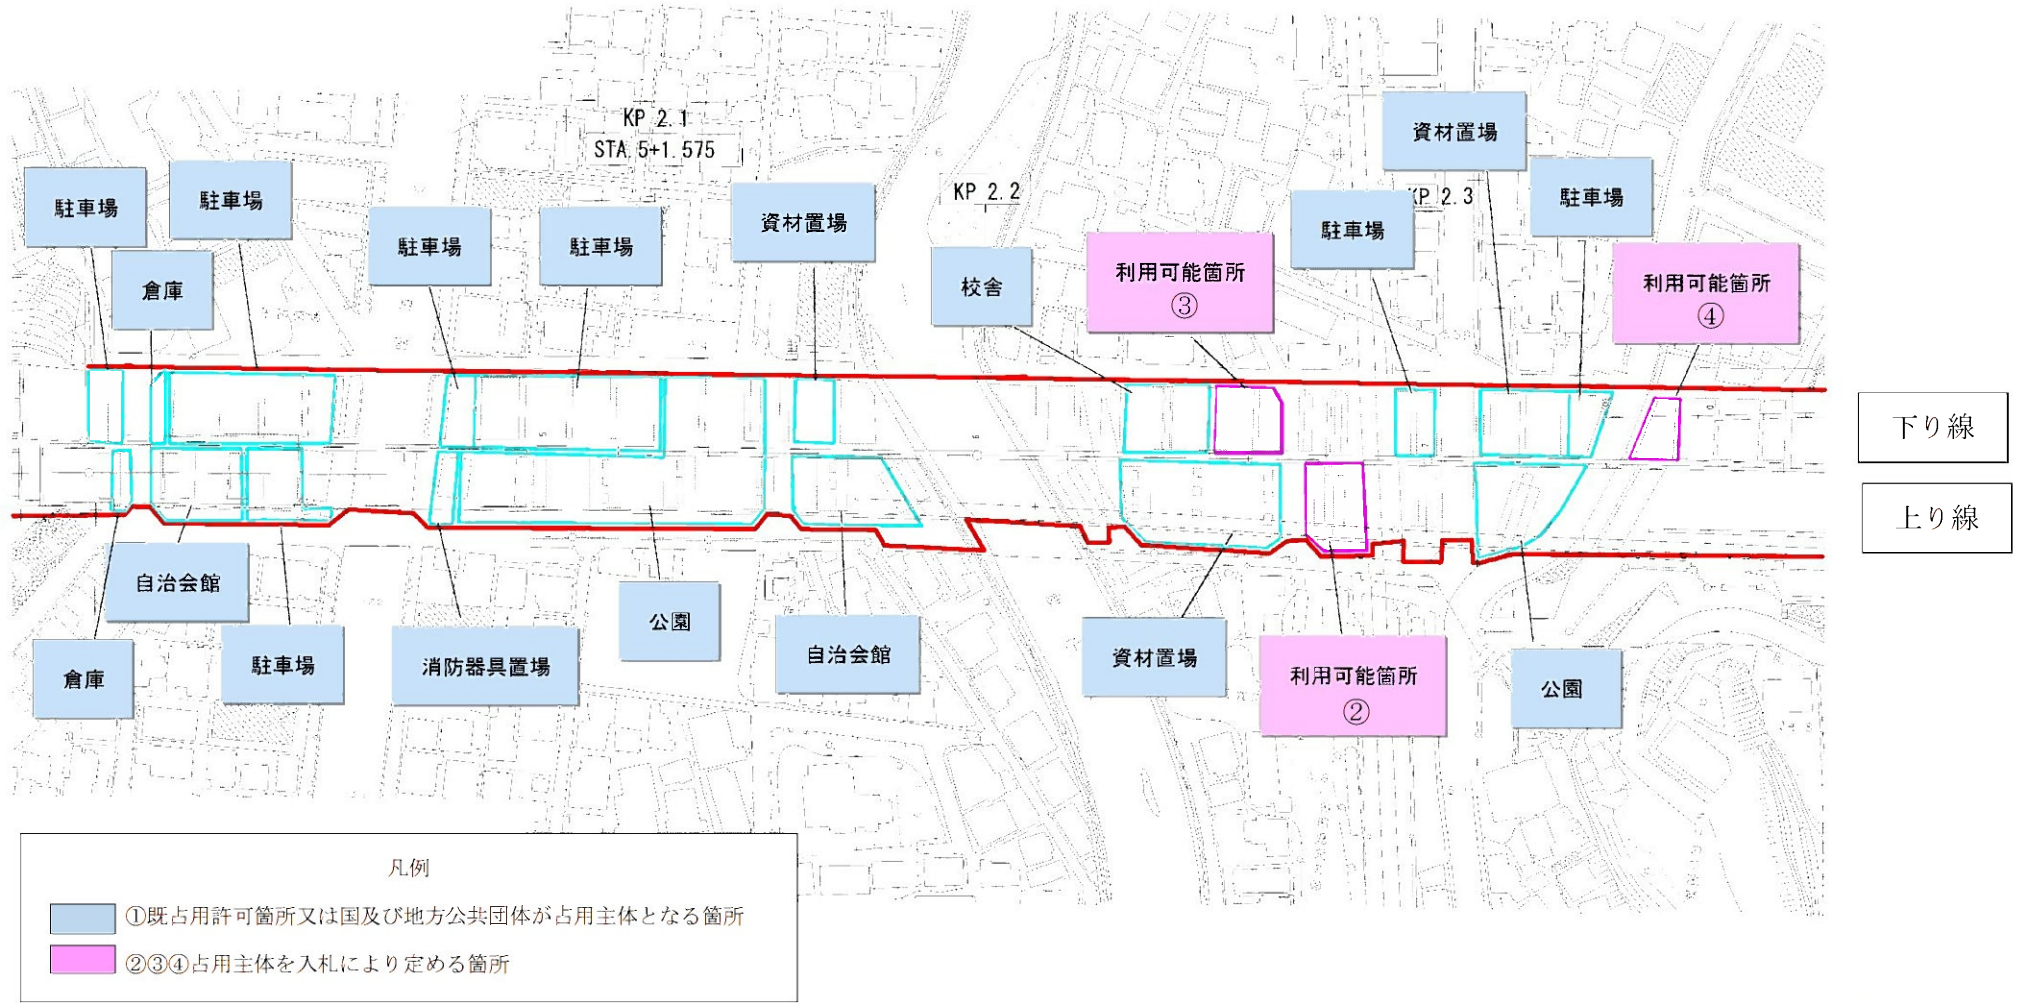 KP 2.1
STA.5+1.575
資材置場
駐車場
駐車場
駐車場
駐車場
資材置場
KP 2.2
駐車場
KP 2.3
駐車場
倉庫
校舎
利用可能箇所
③
利用可能箇所
④
下り線
上り線
自治会館
倉庫
駐車場
消防器具置場
公園
自治会館
資材置場
利用可能箇所
②
公園
凡例
①既占用許可箇所又は国及び地方公共団体が占用主体となる箇所
②③④占用主体を入札により定める箇所